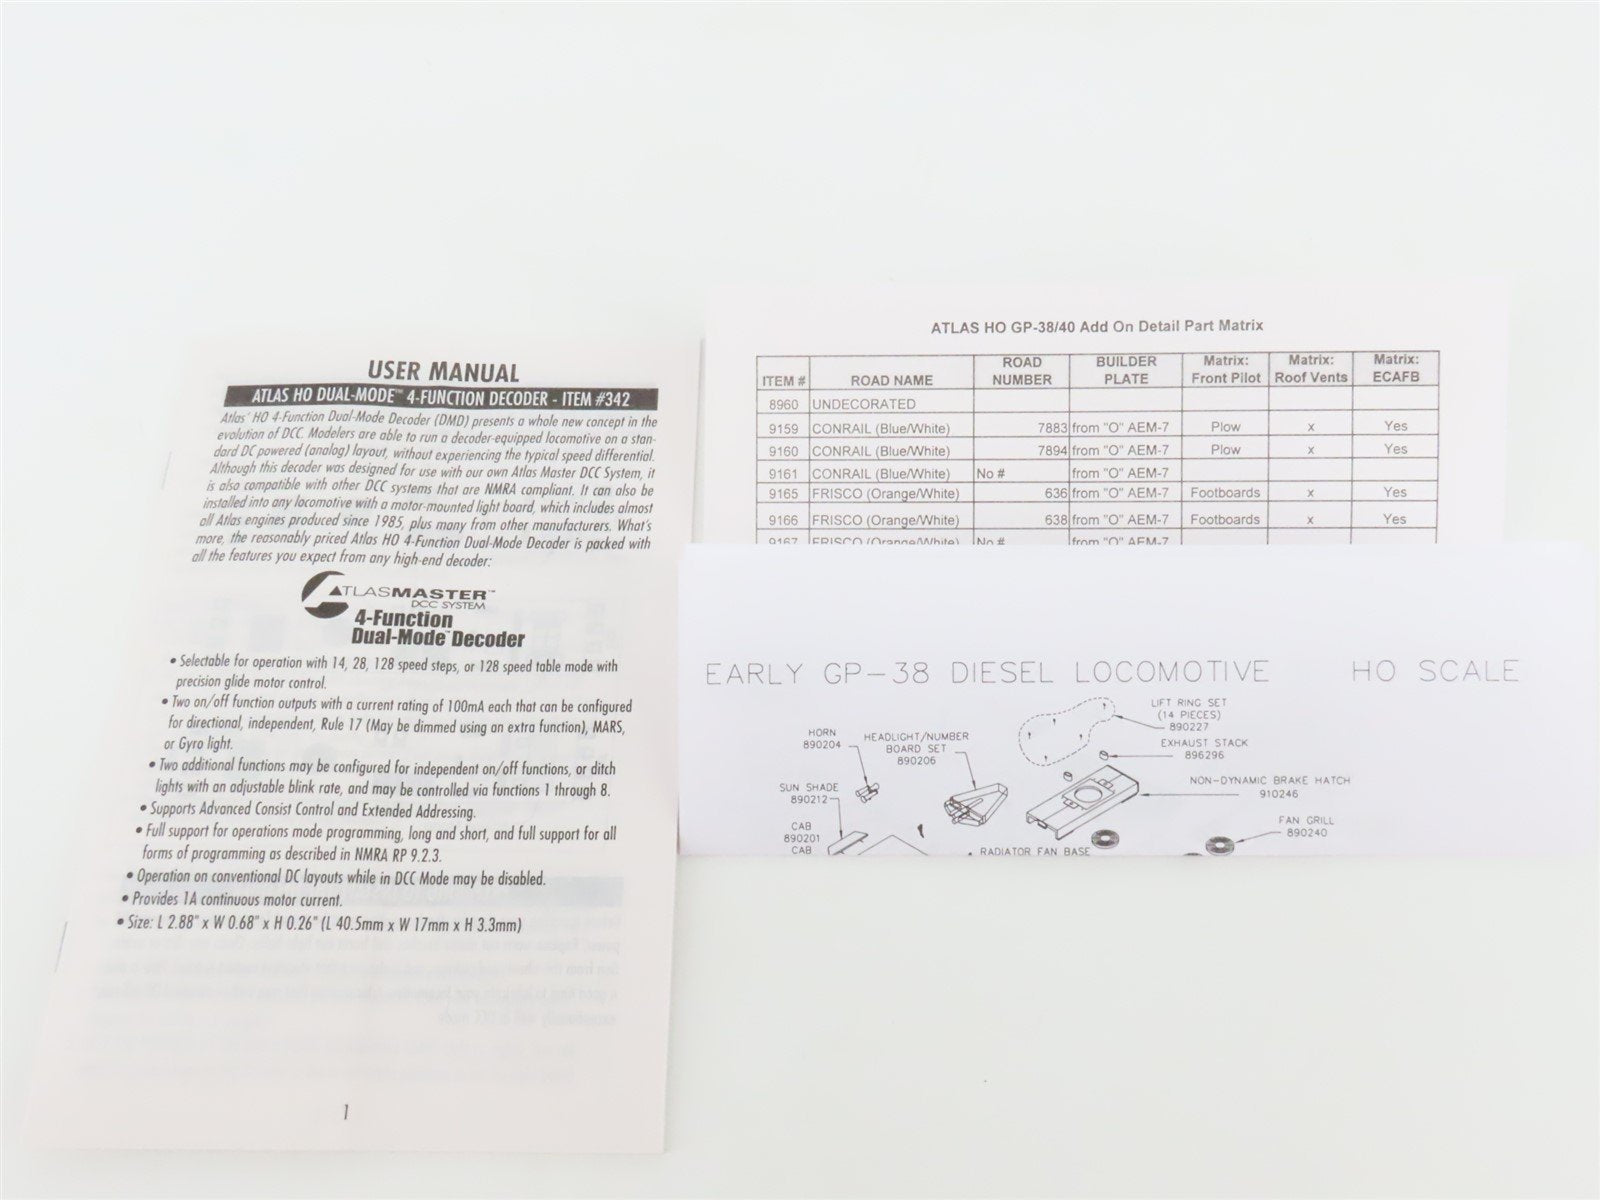 USER MANUAL
ATLAS HO DUAL-MODE™ 4-FUNCTION DECODER - ITEM #342
Atlas' HO 4-Function Dual-Mode Decoder (DMD) presents a whole new concept in the
evolution of DCC. Modelers are able to run a decoder-equipped locomotive on a stan-
dard DC powered (analog) layout, without experiencing the typical speed differential.
Although this decoder was designed for use with our own Atlas Master DCC System, it
is also compatible with other DCC systems that are NMRA compliant. It can also be
installed into any locomotive with a motor-mounted light board, which includes almost
all Atlas engines produced since 1985, plus many from other manufacturers. What's
more, the reasonably priced Atlas HO 4-Function Dual-Mode Decoder is packed with
all the features you expect from any high-end decoder:
ATLASMASTER™
DCC SYSTEM
4-Function
Dual-Mode™ Decoder
• Selectable for operation with 14, 28, 128 speed steps, or 128 speed table mode with
precision glide motor control.
• Two on/off function outputs with a current rating of 100mA each that can be configured
for directional, independent, Rule 17 (May be dimmed using an extra function), MARS,
or Gyro light.
• Two additional functions may be configured for independent on/off functions, or ditch
lights with an adjustable blink rate, and may be controlled via functions 1 through 8.
• Supports Advanced Consist Control and Extended Addressing.
• Full support for operations mode programming, long and short, and full support for all
forms of programming as described in NMRA RP 9.2.3.
• Operation on conventional DC layouts while in DCC Mode may be disabled.
• Provides 1A continuous motor current.
• Size: L 2.88" x W 0.68" x H 0.26" (L 40.5mm x W 17mm x H 3.3mm)
1
ATLAS HO GP-38/40 Add On Detail Part Matrix
ITEM # ROAD NAME ROAD NUMBER BUILDER PLATE Matrix: Front Pilot Matrix: Roof Vents Matrix: ECAFB
8960 UNDECORATED
9159 CONRAIL (Blue/White) 7883 from "O" AEM-7 Plow x Yes
9160 CONRAIL (Blue/White) 7894 from "O" AEM-7 Plow x Yes
9161 CONRAIL (Blue/White) No # from "O" AEM-7
9165 FRISCO (Orange/White) 636 from "O" AEM-7 Footboards x Yes
9166 FRISCO (Orange/White) 638 from "O" AEM-7 Footboards x Yes
9167 FRISCO (Orange/White) No # from "O" AEM-7
EARLY GP-38 DIESEL LOCOMOTIVE HO SCALE
LIFT RING SET
(14 PIECES)
890227
HORN
890204
HEADLIGHT/NUMBER
BOARD SET
890206
EXHAUST STACK
896296
SUN SHADE
890212
NON-DYNAMIC BRAKE HATCH
910246
CAB
890201
CAB
FAN GRILL
890240
RADIATOR FAN BASE